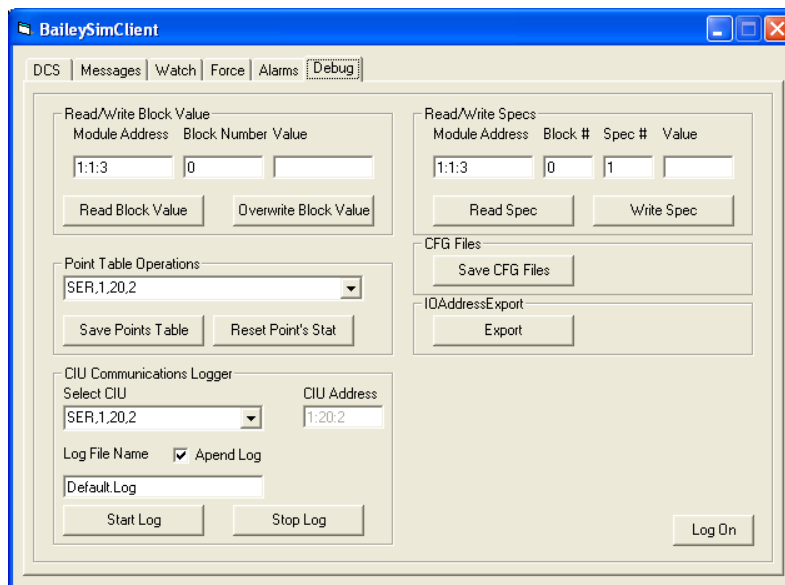 BaileySimClient
DCS Messages Watch Force Alarms Debug
Read/Write Block Value
Module Address Block Number Value
1:1:3 0
Read Block Value Overwrite Block Value
Point Table Operations
SER,1,20,2
Save Points Table Reset Point's Stat
CIU Communications Logger
Select CIU CIU Address
SER,1,20,2 1:20:2
Log File Name Apend Log
Default.Log
Start Log Stop Log
Read/Write Specs
Module Address Block # Spec # Value
1:1:3 0 1
Read Spec Write Spec
CFG Files
Save CFG Files
IOAddressExport
Export
Log On